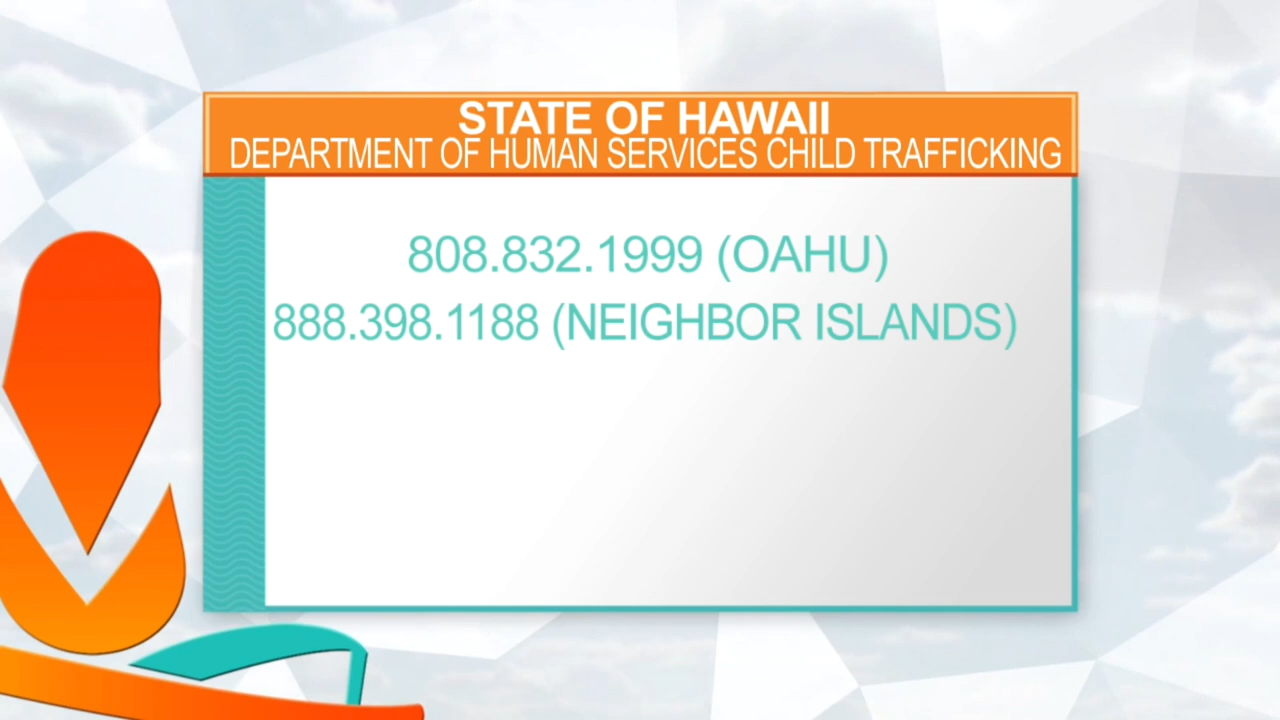 STATE OF HAWAII
DEPARTMENT OF HUMAN SERVICES CHILD TRAFFICKING
808.832.1999 (OAHU)
888.398.1188 (NEIGHBOR ISLANDS)